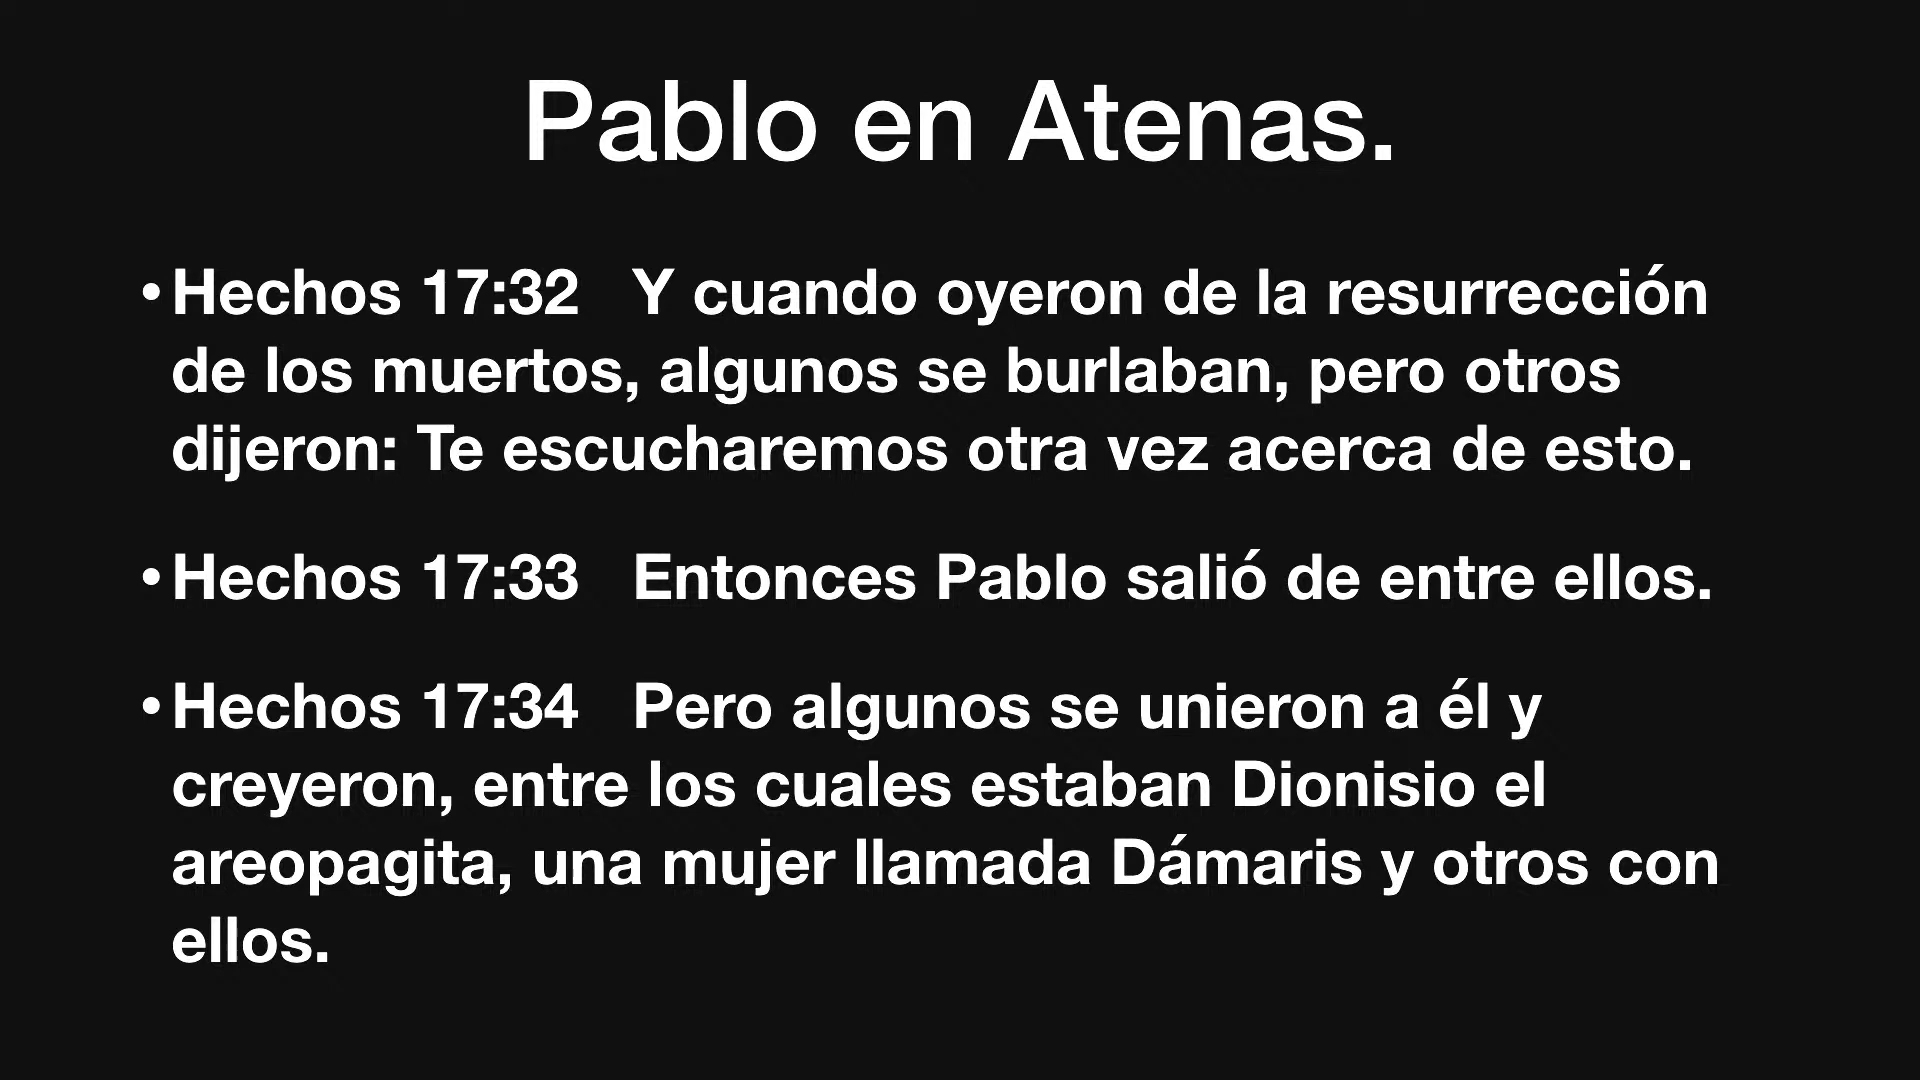 Pablo en Atenas.
• Hechos 17:32   Y cuando oyeron de la resurrección
de los muertos, algunos se burlaban, pero otros
dijeron: Te escucharemos otra vez acerca de esto.
• Hechos 17:33   Entonces Pablo salió de entre ellos.
• Hechos 17:34   Pero algunos se unieron a él y
creyeron, entre los cuales estaban Dionisio el
areopagita, una mujer llamada Dámaris y otros con
ellos.